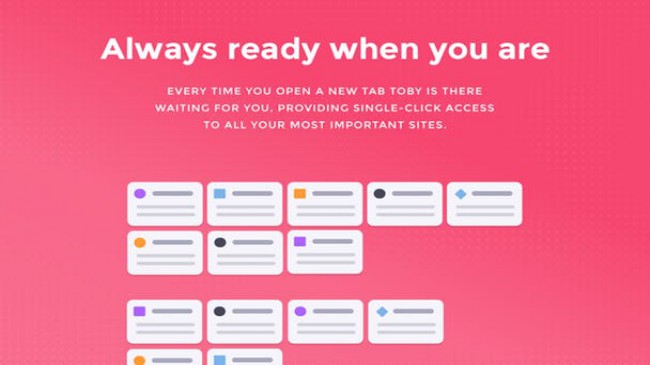 Always ready when you are
EVERY TIME YOU OPEN A NEW TAB TOBY IS THERE
WAITING FOR YOU, PROVIDING SINGLE-CLICK ACCESS
TO ALL YOUR MOST IMPORTANT SITES.